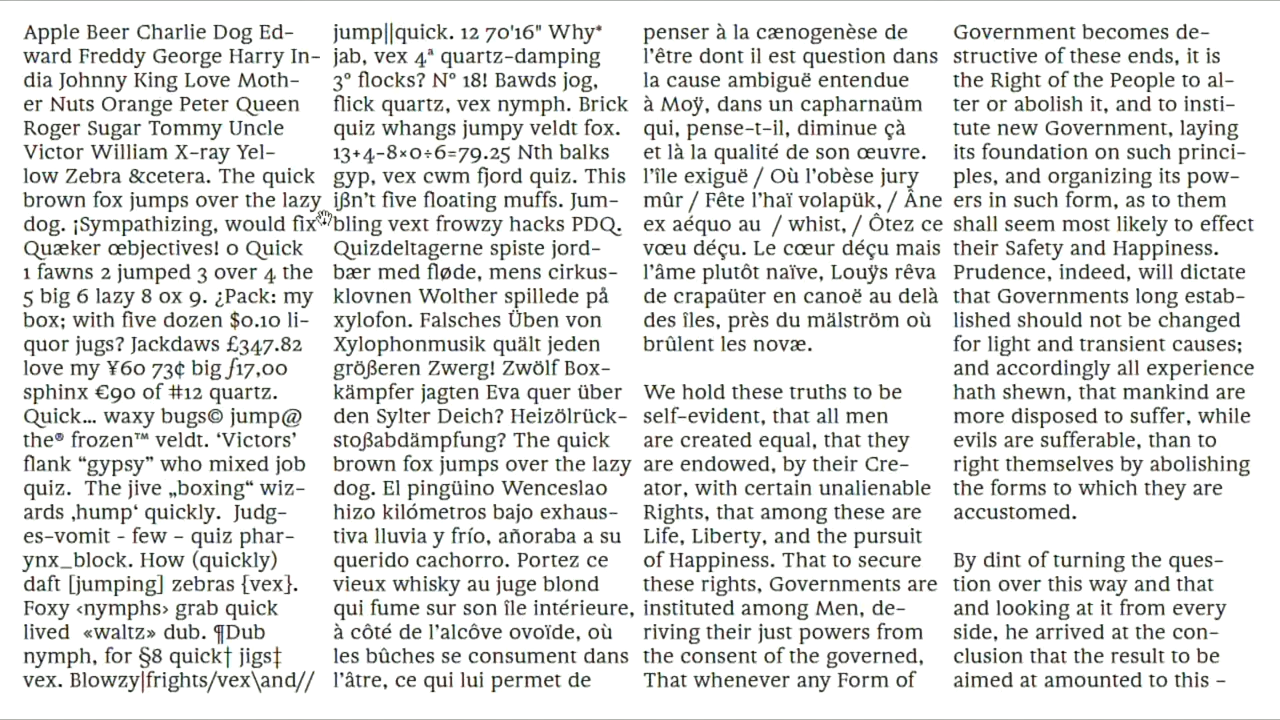 Apple Beer Charlie Dog Ed-
ward Freddy George Harry In-
dia Johnny King Love Moth-
er Nuts Orange Peter Queen
Roger Sugar Tommy Uncle
Victor William X-ray Yel-
low Zebra &cetera. The quick
brown fox jumps over the lazy
dog. ¡Sympathizing, would fix
Quæker œbjectives! 0 Quick
1 fawns 2 jumped 3 over 4 the
5 big 6 lazy 8 ox 9. ¿Pack: my
box; with five dozen $0.10 li-
quor jugs? Jackdaws £347.82
love my ¥60 73¢ big ƒ17,00
sphinx €90 of #12 quartz.
Quick… waxy bugs© jump@
the® frozen™ veldt. ‘Victors’
flank “gypsy” who mixed job
quiz.  The jive „boxing“ wiz-
ards ‚hump‘ quickly.  Judg-
es-vomit - few – quiz phar-
ynx_block. How (quickly)
daft [jumping] zebras {vex}.
Foxy ‹nymphs› grab quick
lived  «waltz» dub. ¶Dub
nymph, for §8 quick† jigs‡
vex. Blowzy|frights/vex\and//
jump||quick. 12 70'16" Why*
jab, vex 4ª quartz-damping
3º flocks? Nº 18! Bawds jog,
flick quartz, vex nymph. Brick
quiz whangs jumpy veldt fox.
13+4-8×0÷6=79.25 Nth balks
gyp, vex cwm fjord quiz. This
ißn't five floating muffs. Jum-
bling vext frowzy hacks PDQ.
Quizdeltagerne spiste jord-
bær med fløde, mens cirkus-
klovnen Wolther spillede på
xylofon. Falsches Üben von
Xylophonmusik quält jeden
größeren Zwerg! Zwölf Box-
kämpfer jagten Eva quer über
den Sylter Deich? Heizölrück-
stoßabdämpfung? The quick
brown fox jumps over the lazy
dog. El pingüino Wenceslao
hizo kilómetros bajo exhaus-
tiva lluvia y frío, añoraba a su
querido cachorro. Portez ce
vieux whisky au juge blond
qui fume sur son île intérieure,
à côté de l’alcôve ovoïde, où
les bûches se consument dans
l’âtre, ce qui lui permet de
penser à la cænogenèse de
l’être dont il est question dans
la cause ambiguë entendue
à Moÿ, dans un capharnaüm
qui, pense-t-il, diminue çà
et là la qualité de son œuvre.
l’île exiguë / Où l’obèse jury
mûr / Fête l’haï volapük, / Âne
ex aéquo au  / whist, / Ôtez ce
vœu déçu. Le cœur déçu mais
l’âme plutôt naïve, Louÿs rêva
de crapaüter en canoë au delà
des îles, près du mälström où
brûlent les novæ.
We hold these truths to be
self-evident, that all men
are created equal, that they
are endowed, by their Cre-
ator, with certain unalienable
Rights, that among these are
Life, Liberty, and the pursuit
of Happiness. That to secure
these rights, Governments are
instituted among Men, de-
riving their just powers from
the consent of the governed,
That whenever any Form of
Government becomes de-
structive of these ends, it is
the Right of the People to al-
ter or abolish it, and to insti-
tute new Government, laying
its foundation on such princi-
ples, and organizing its pow-
ers in such form, as to them
shall seem most likely to effect
their Safety and Happiness.
Prudence, indeed, will dictate
that Governments long estab-
lished should not be changed
for light and transient causes;
and accordingly all experience
hath shewn, that mankind are
more disposed to suffer, while
evils are sufferable, than to
right themselves by abolishing
the forms to which they are
accustomed.
By dint of turning the ques-
tion over this way and that
and looking at it from every
side, he arrived at the con-
clusion that the result to be
aimed at amounted to this –